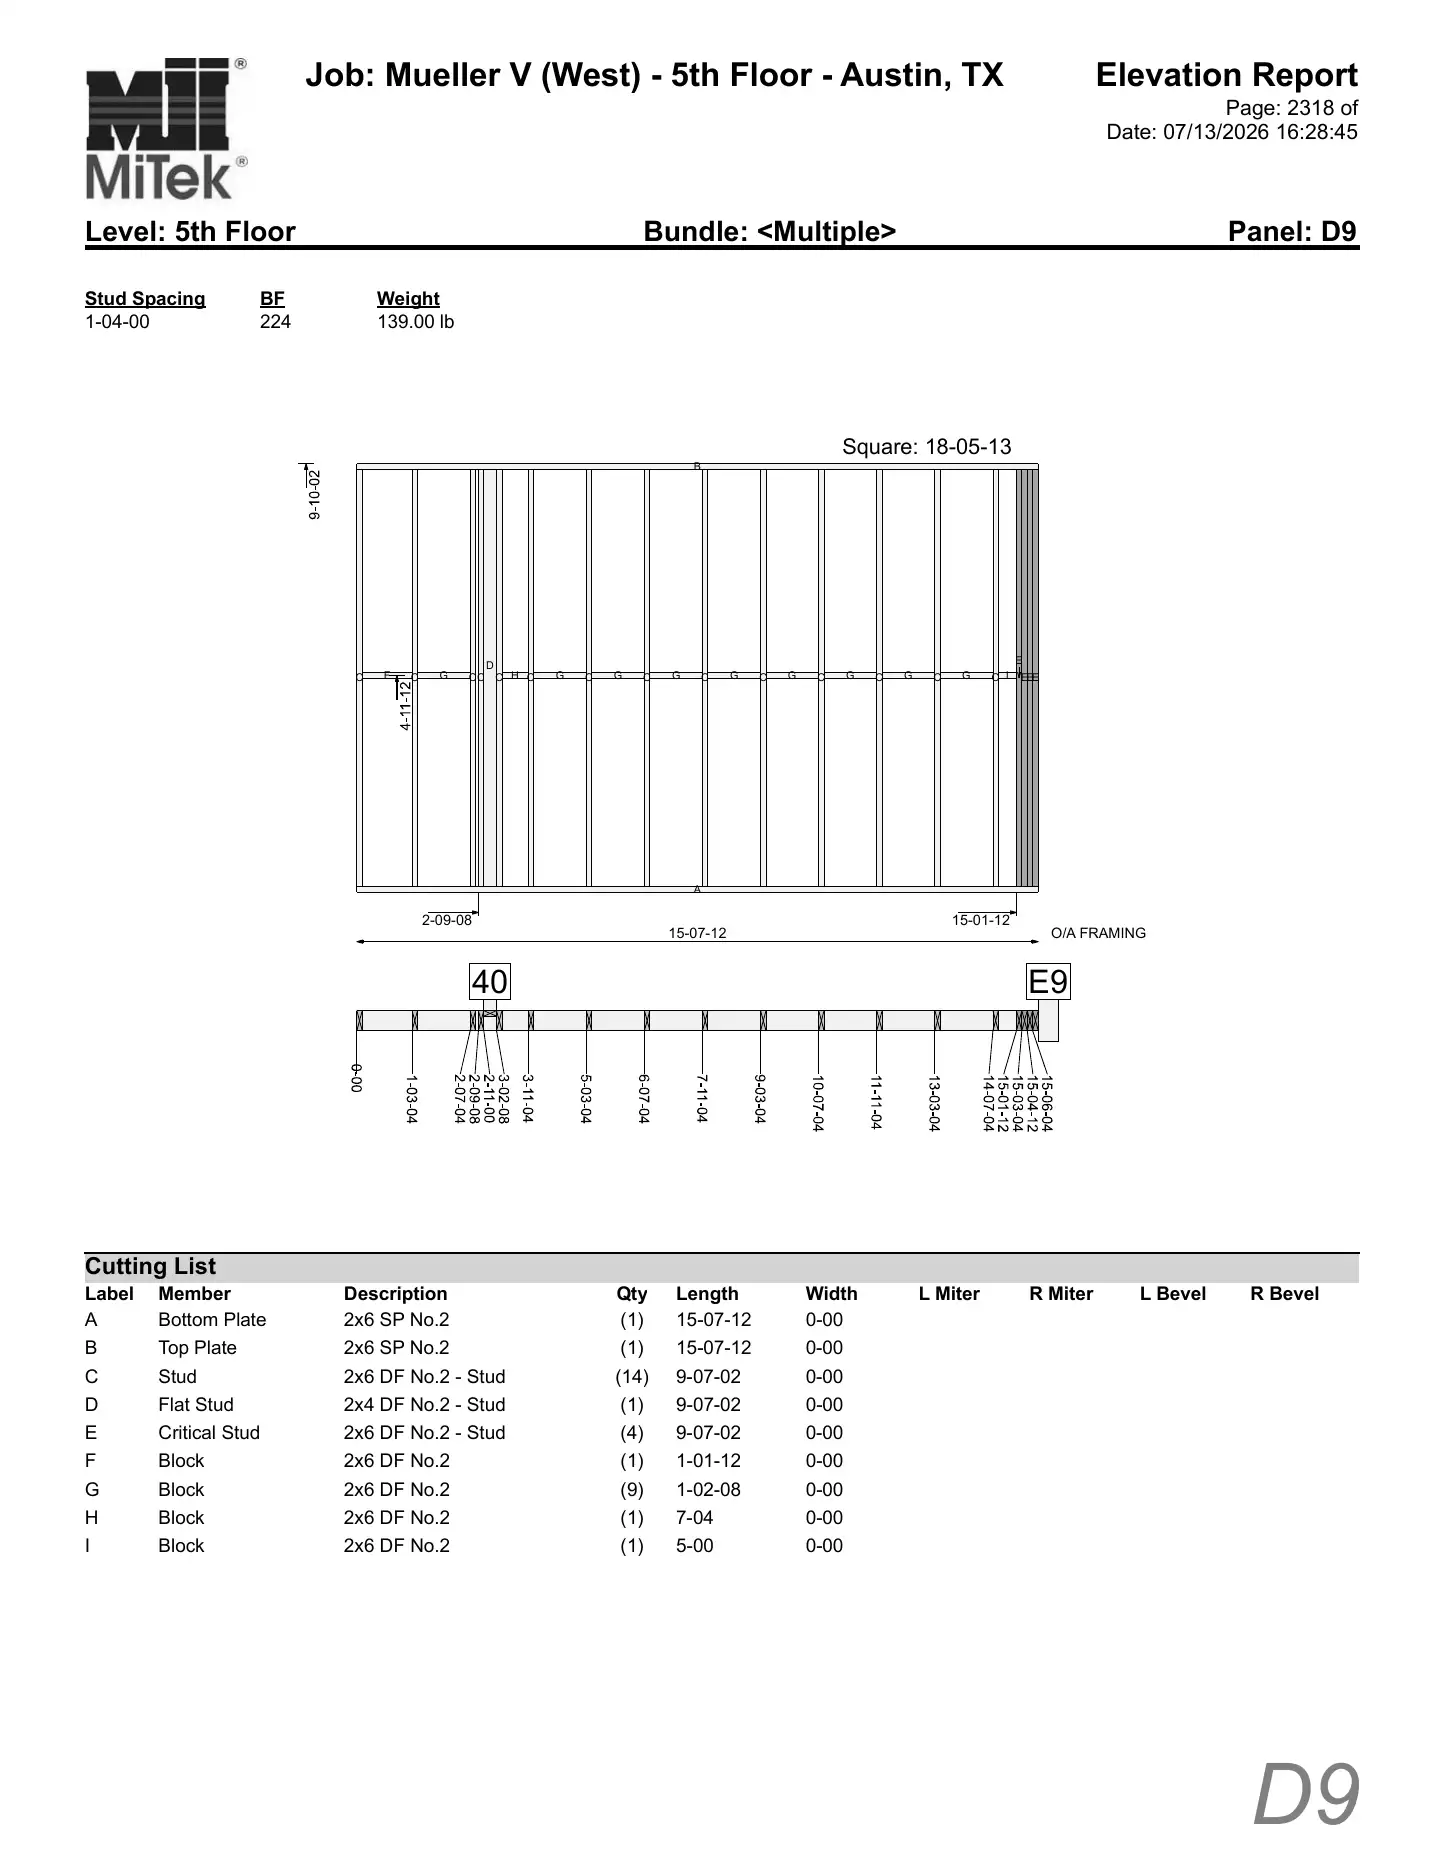 MiTek®
Job: Mueller V (West) - 5th Floor - Austin, TX
Elevation Report
Page: 2318 of
Date: 07/13/2026 16:28:45
Level: 5th Floor Bundle: <Multiple> Panel: D9
Stud Spacing BF Weight
1-04-00 224 139.00 lb
Square: 18-05-13
B
9-10-02
D
E
F G H G G G G G G G G I
4-11-12
A
2-09-08 15-01-12
15-07-12 O/A FRAMING
40 E9
0-00
1-03-04
2-07-04
2-09-08
2-11-00
3-02-08
3-11-04
5-03-04
6-07-04
7-11-04
9-03-04
10-07-04
11-11-04
13-03-04
14-07-04
15-01-12
15-03-04
15-04-12
15-06-04
Cutting List
Label Member Description Qty Length Width L Miter R Miter L Bevel R Bevel
A Bottom Plate 2x6 SP No.2 (1) 15-07-12 0-00
B Top Plate 2x6 SP No.2 (1) 15-07-12 0-00
C Stud 2x6 DF No.2 - Stud (14) 9-07-02 0-00
D Flat Stud 2x4 DF No.2 - Stud (1) 9-07-02 0-00
E Critical Stud 2x6 DF No.2 - Stud (4) 9-07-02 0-00
F Block 2x6 DF No.2 (1) 1-01-12 0-00
G Block 2x6 DF No.2 (9) 1-02-08 0-00
H Block 2x6 DF No.2 (1) 7-04 0-00
I Block 2x6 DF No.2 (1) 5-00 0-00
D9